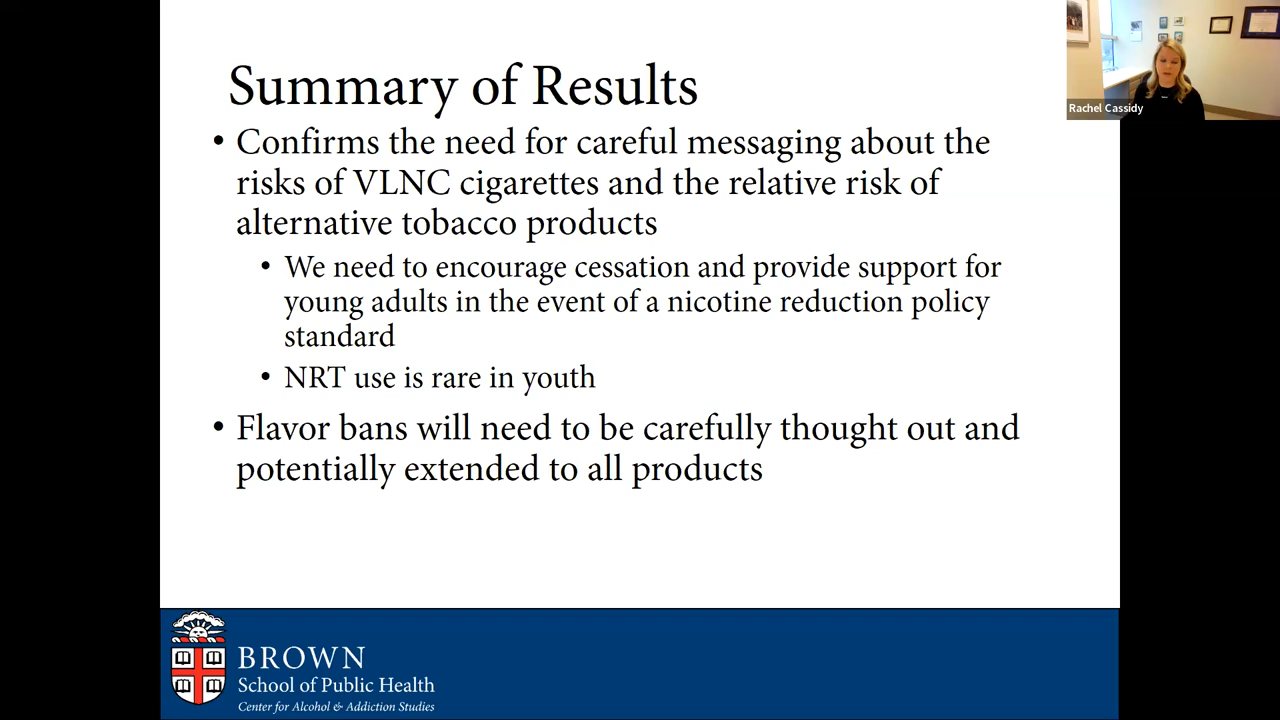 Summary of Results
• Confirms the need for careful messaging about the
risks of VLNC cigarettes and the relative risk of
alternative tobacco products
• We need to encourage cessation and provide support for
young adults in the event of a nicotine reduction policy
standard
• NRT use is rare in youth
• Flavor bans will need to be carefully thought out and
potentially extended to all products
Rachel Cassidy
BROWN
School of Public Health
Center for Alcohol & Addiction Studies